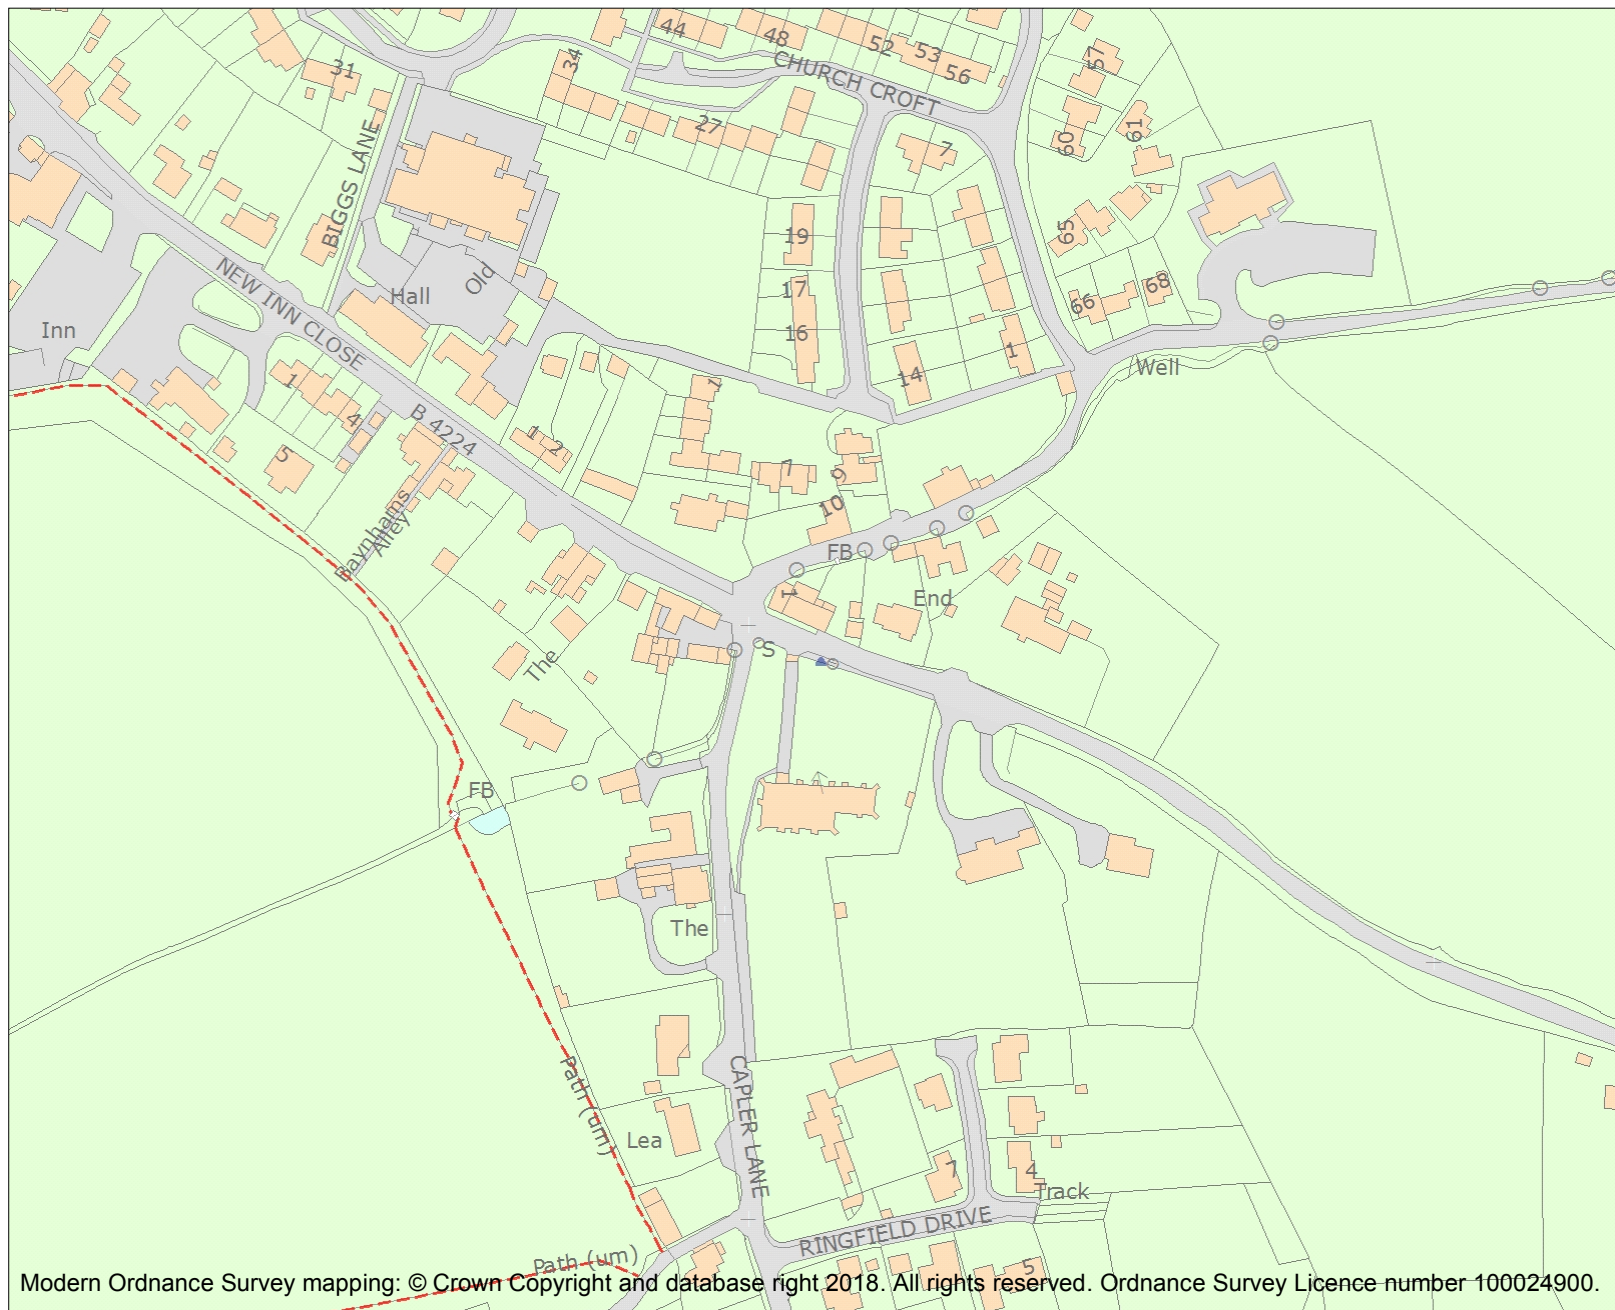 44
48
52
53
56
57
34
31
CHURCH CROFT
27
7
60
61
BIGGS LANE
19
65
Old
Hall
17
66
68
NEW INN CLOSE
16
Inn
1
14
Well
1
1
4
B 4224
1
2
5
7
9
10
Baynhams
Alley
FB
1
End
S
The
FB
The
Path (um)
CAPLER LANE
Lea
7
4
Track
RINGFIELD DRIVE
Path (um)
5
Modern Ordnance Survey mapping: © Crown Copyright and database right 2018. All rights reserved. Ordnance Survey Licence number 100024900.